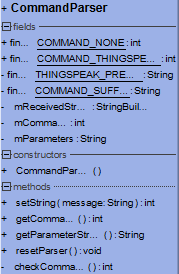 + CommandParser
fields
+ fin... COMMAND_NONE : int
+ fin... COMMAND_THINGSPE... : int
- fin... THINGSPEAK_PRE... : String
- fin... COMMAND_SUFF... : String
- mReceivedStr... : StringBuil...
- mComma... : int
- mParameters : String
constructors
+ CommandPar... ()
methods
+ setString ( message : String ) : int
+ getComma... () : int
+ getParameterStr... () : String
+ resetParser () : void
- checkComma... () : int